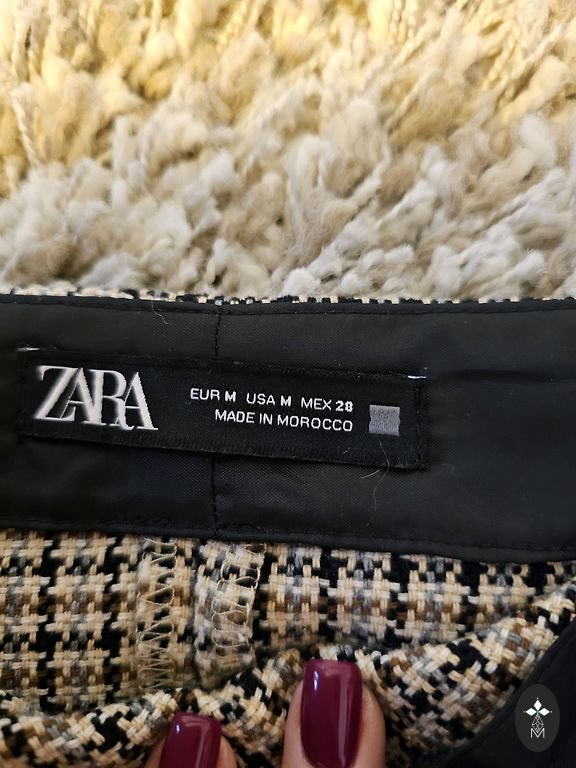 ZARA
EUR M USA M MEX 28
MADE IN MOROCCO
M